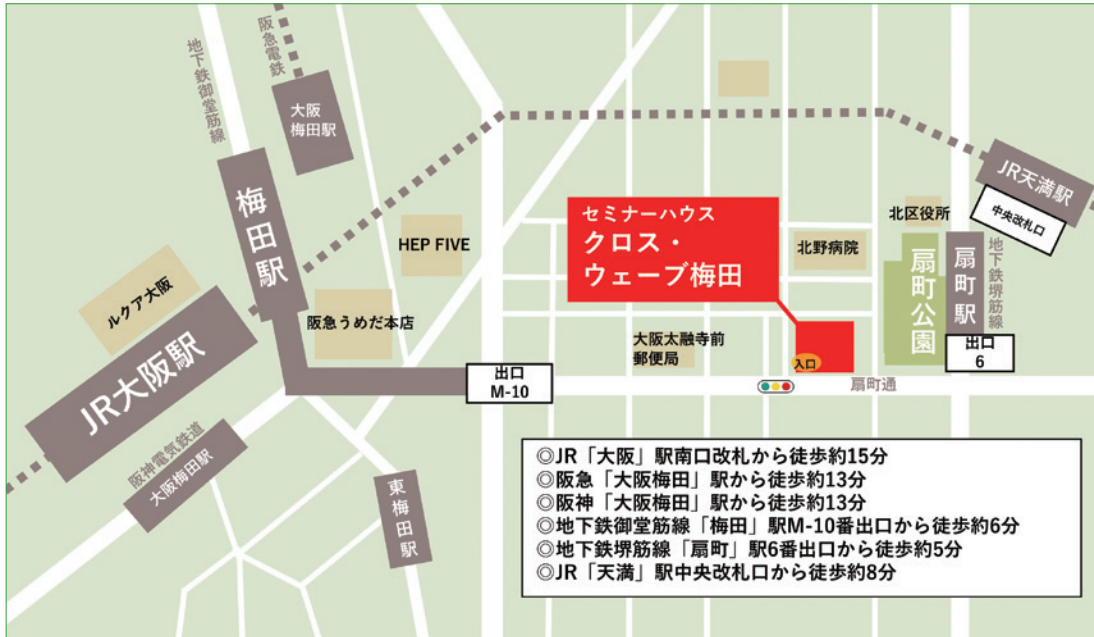 地下鉄御堂筋線
阪急電鉄
大阪
梅田駅
梅田駅
HEP FIVE
ルクア大阪
阪急うめだ本店
JR大阪駅
阪神電気鉄道
大阪梅田駅
東梅田駅
出口
M-10
セミナーハウス
クロス・
ウェーブ梅田
大阪太融寺前
郵便局
入口
北野病院
北区役所
扇町公園
扇町駅
地下鉄堺筋線
JR天満駅
中央改札口
出口
6
扇町通
◎JR「大阪」駅南口改札から徒歩約15分
◎阪急「大阪梅田」駅から徒歩約13分
◎阪神「大阪梅田」駅から徒歩約13分
◎地下鉄御堂筋線「梅田」駅M-10番出口から徒歩約6分
◎地下鉄堺筋線「扇町」駅6番出口から徒歩約5分
◎JR「天満」駅中央改札口から徒歩約8分